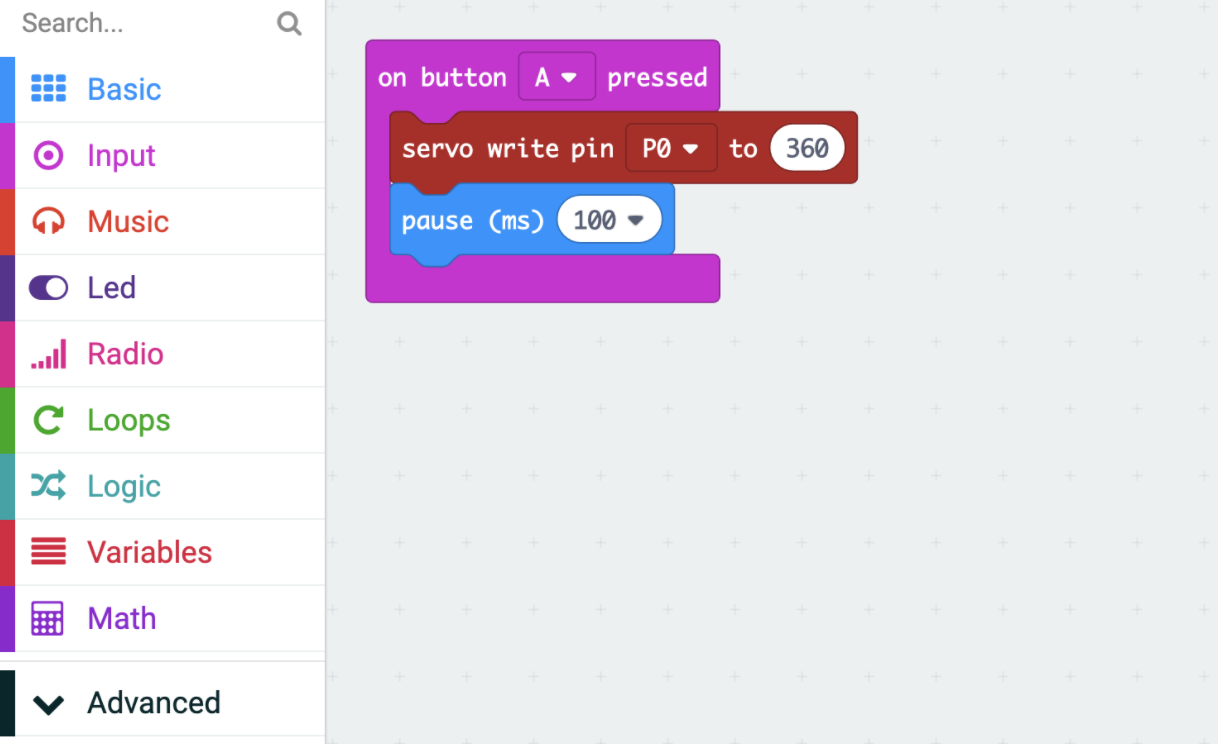 Search...
Basic
Input
Music
Led
Radio
Loops
Logic
Variables
Math
Advanced
on button A pressed
servo write pin P0 to 360
pause (ms) 100